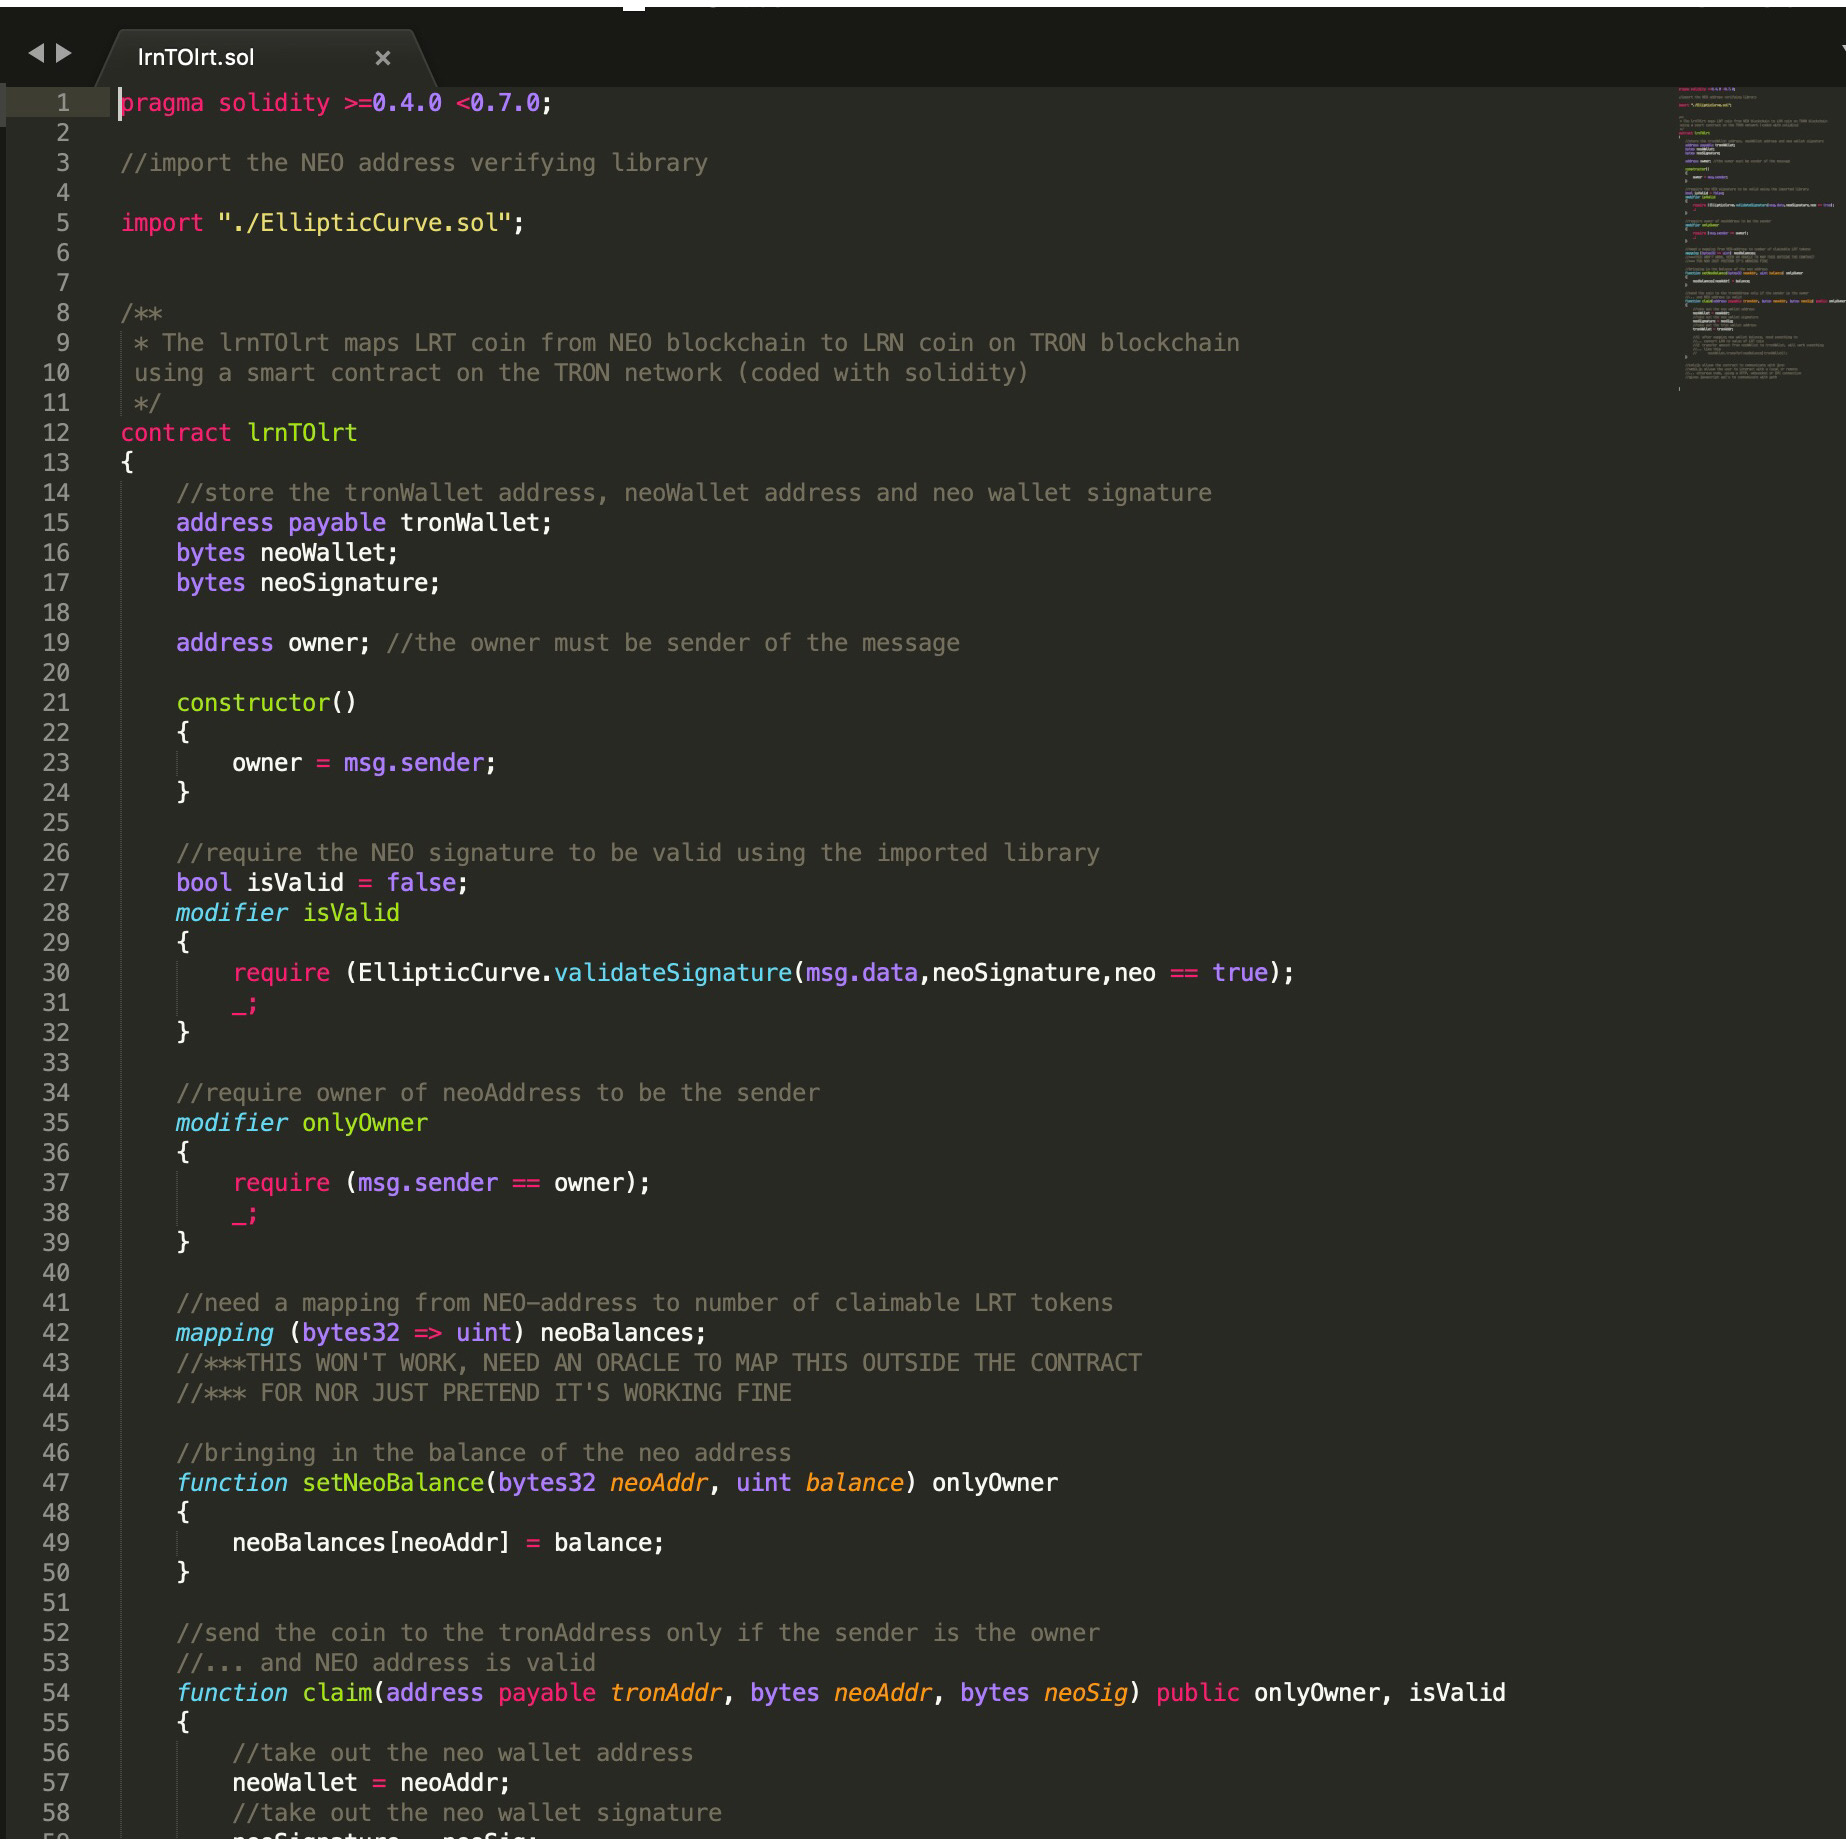 lrnTOlrt.sol
1 pragma solidity >=0.4.0 <0.7.0;
2
3 //import the NEO address verifying library
4
5 import "./EllipticCurve.sol";
6
7
8 /**
9 * The lrnTOlrt maps LRT coin from NEO blockchain to LRN coin on TRON blockchain
10 using a smart contract on the TRON network (coded with solidity)
11 */
12 contract lrnTOlrt
13 {
14 //store the tronWallet address, neoWallet address and neo wallet signature
15 address payable tronWallet;
16 bytes neoWallet;
17 bytes neoSignature;
18
19 address owner; //the owner must be sender of the message
20
21 constructor()
22 {
23 owner = msg.sender;
24 }
25
26 //require the NEO signature to be valid using the imported library
27 bool isValid = false;
28 modifier isValid
29 {
30 require (EllipticCurve.validateSignature(msg.data,neoSignature,neo == true);
31 _;
32 }
33
34 //require owner of neoAddress to be the sender
35 modifier onlyOwner
36 {
37 require (msg.sender == owner);
38 _;
39 }
40
41 //need a mapping from NEO-address to number of claimable LRT tokens
42 mapping (bytes32 => uint) neoBalances;
43 //***THIS WON'T WORK, NEED AN ORACLE TO MAP THIS OUTSIDE THE CONTRACT
44 //*** FOR NOR JUST PRETEND IT'S WORKING FINE
45
46 //bringing in the balance of the neo address
47 function setNeoBalance(bytes32 neoAddr, uint balance) onlyOwner
48 {
49 neoBalances[neoAddr] = balance;
50 }
51
52 //send the coin to the tronAddress only if the sender is the owner
53 //... and NEO address is valid
54 function claim(address payable tronAddr, bytes neoAddr, bytes neoSig) public onlyOwner, isValid
55 {
56 //take out the neo wallet address
57 neoWallet = neoAddr;
58 //take out the neo wallet signature